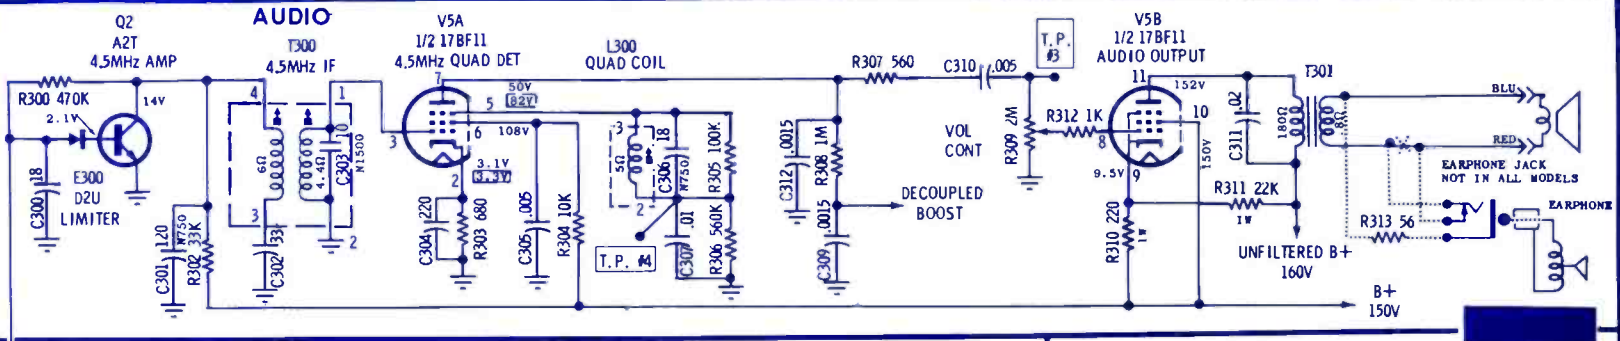 AUDIO
Q2
A2T
4.5MHz AMP
R300 470K
14V
2.1V
C300 18
E300
D2U
LIMITER
C301 120
N750
R302 33K
T300
4.5MHz IF
4
1
6Ω
4.4Ω
C303 10
N1500
3
2
C302 33
V5A
1/2 17BF11
4.5MHz QUAD DET
7
5
50V
82V
6
108V
3
3.1V
3.3V
2
C304 220
R303 680
C305 .005
R304 10K
L300
QUAD COIL
3
5Ω
2
C306 18
N750
R305 100K
T.P. #4
C307 .01
R306 560K
R307 560
C310 .005
C312 .0015
R308 1M
DECOUPLED
BOOST
C309 .0015
VOL
CONT
R309 2M
T.P.
#3
R312 1K
V5B
1/2 17BF11
AUDIO OUTPUT
11
152V
10
8
150V
9.5V
9
R310 220
1W
R311 22K
1W
C311 .02
T301
180Ω
.8Ω
UNFILTERED B+
160V
B+
150V
BLU
RED
EARPHONE JACK
NOT IN ALL MODELS
R313 56
EARPHONE